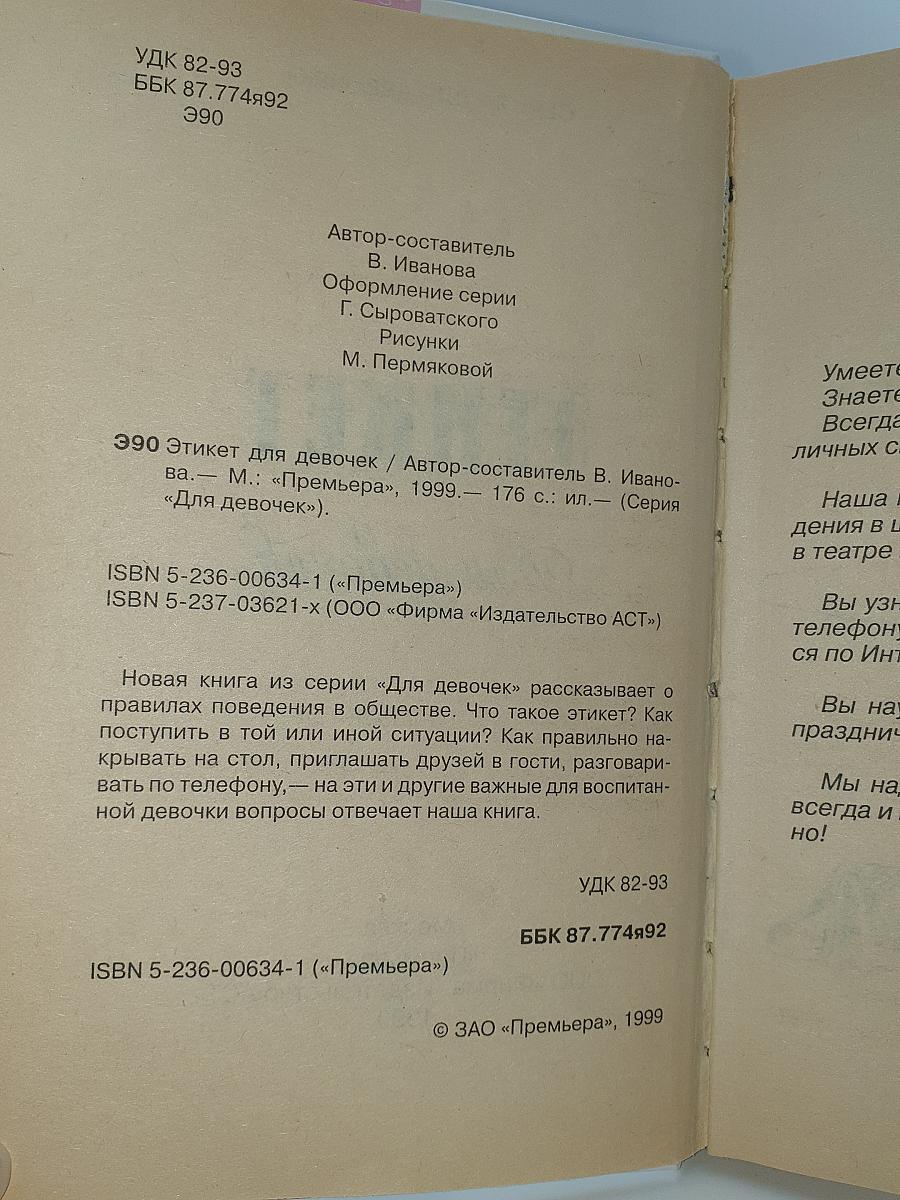 УДК 82-93
ББК 87.774я92
Э90
Автор-составитель
В. Иванова
Оформление серии
Г. Сыроватского
Рисунки
М. Пермяковой
Э90 Этикет для девочек / Автор-составитель В. Ивано-
ва.— М.: «Премьера», 1999.— 176 с.: ил.— (Серия
«Для девочек»).
ISBN 5-236-00634-1 («Премьера»)
ISBN 5-237-03621-х (ООО «Фирма «Издательство АСТ»)
Новая книга из серии «Для девочек» рассказывает о
правилах поведения в обществе. Что такое этикет? Как
поступить в той или иной ситуации? Как правильно на-
крывать на стол, приглашать друзей в гости, разговари-
вать по телефону,— на эти и другие важные для воспитан-
ной девочки вопросы отвечает наша книга.
УДК 82-93
ББК 87.774я92
ISBN 5-236-00634-1 («Премьера»)
© ЗАО «Премьера», 1999
Умеете
Знаете
Всегда
личных
Наша
дения в
в театре
Вы
телефону
ся по
Вы
Мы
всегда и
но!